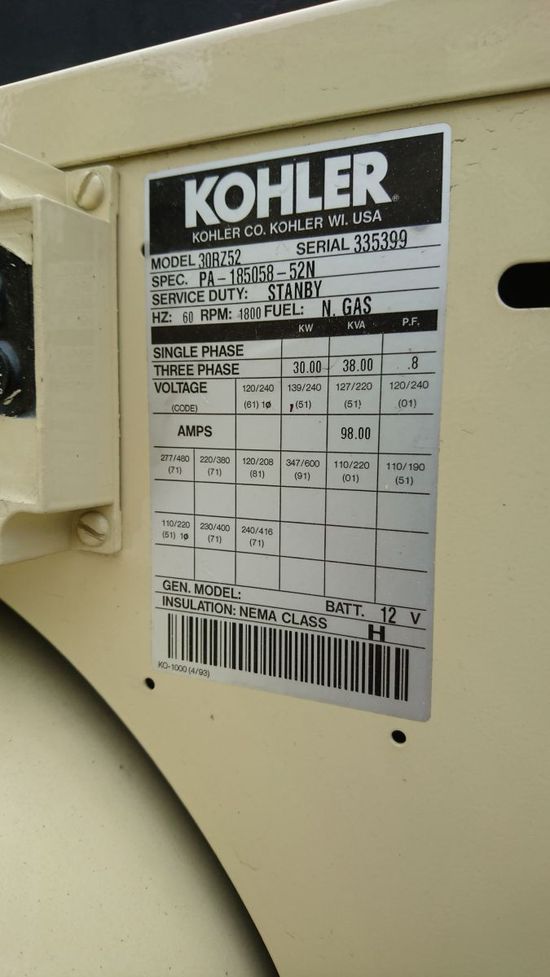 KOHLER®
KOHLER CO. KOHLER WI. USA
MODEL 30RZ52 SERIAL 335399
SPEC. PA-185058-52N
SERVICE DUTY: STANBY
HZ: 60 RPM: 1800 FUEL: N. GAS
KW KVA P.F.
SINGLE PHASE
THREE PHASE 30.00 38.00 .8
VOLTAGE 120/240 139/240 127/220 120/240
(CODE) (61) 1ø (51) (51) (01)
AMPS 98.00
277/480 220/380 120/208 347/600 110/220 110/190
(71) (71) (81) (91) (01) (51)
110/220 230/400 240/416
(51) 1ø (71) (71)
GEN. MODEL:
BATT. 12 V
INSULATION: NEMA CLASS H
KO-1000 (4/93)